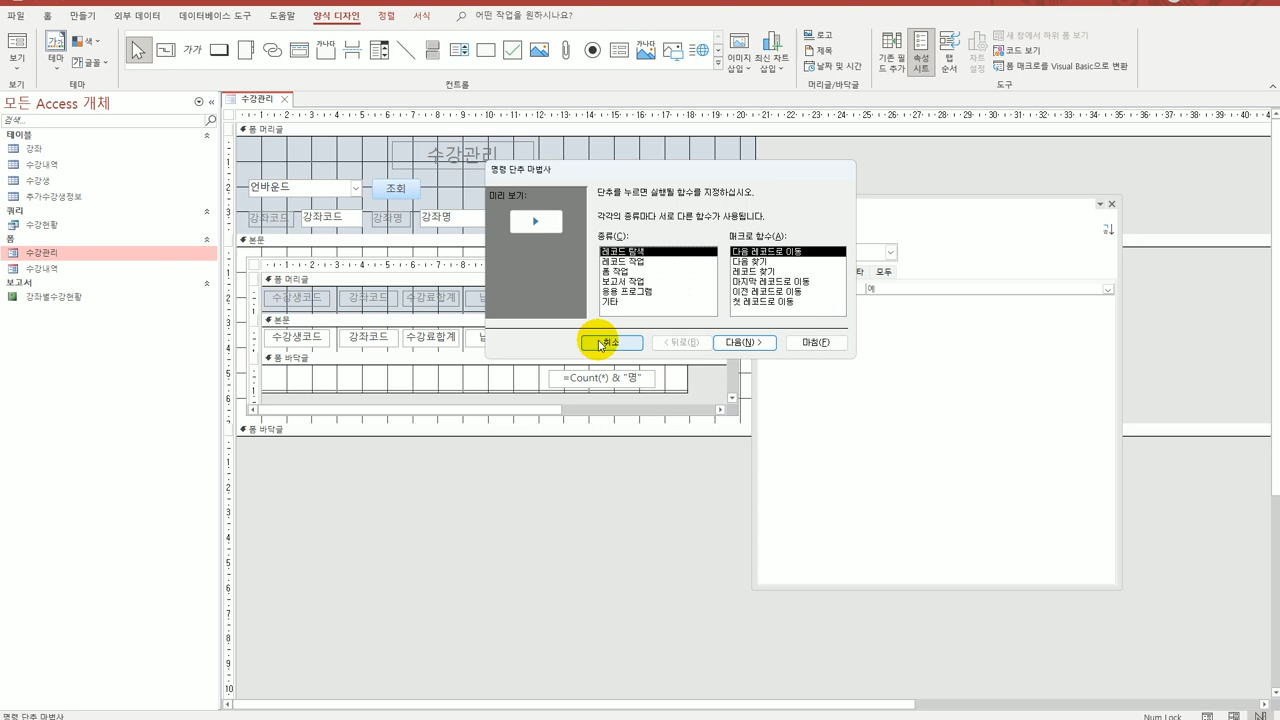 파일 홈 만들기 외부 데이터 데이터베이스 도구 도움말 양식 디자인 정렬 서식 어떤 작업을 원하시나요?
보기 테마 색 글꼴 가가 이미지 삽입 최신 차트 삽입 로고 제목 날짜 및 시간 기존 필드 추가 속성 시트 탭 순서 차트 설정 새 창에서 하위 폼 보기 코드 보기 폼 매크로를 Visual Basic으로 변환
보기 테마 컨트롤 머리글/바닥글 도구
모든 Access 개체
검색...
테이블
강좌
수강내역
수강생
추가수강생정보
쿼리
수강현황
폼
수강관리
수강내역
보고서
강좌별수강현황
수강관리
폼 머리글
수강관리
언바운드 조회
강좌코드 강좌코드 강좌명 강좌명
본문
폼 머리글
수강생코드 강좌코드 수강료합계
본문
수강생코드 강좌코드 수강료합계
폼 바닥글
=Count(*) & "명"
폼 바닥글
명령 단추 마법사
미리 보기:
단추를 누르면 실행될 함수를 지정하십시오.
각각의 종류마다 서로 다른 함수가 사용됩니다.
종류(C): 매크로 함수(A):
레코드 탐색 다음 레코드로 이동
레코드 작업 다음 찾기
폼 작업 레코드 찾기
보고서 작업 마지막 레코드로 이동
응용 프로그램 이전 레코드로 이동
기타 첫 레코드로 이동
취소 < 뒤로(B) 다음(N) > 마침(F)
타 모두
예
명령 단추 마법사 Num Lock